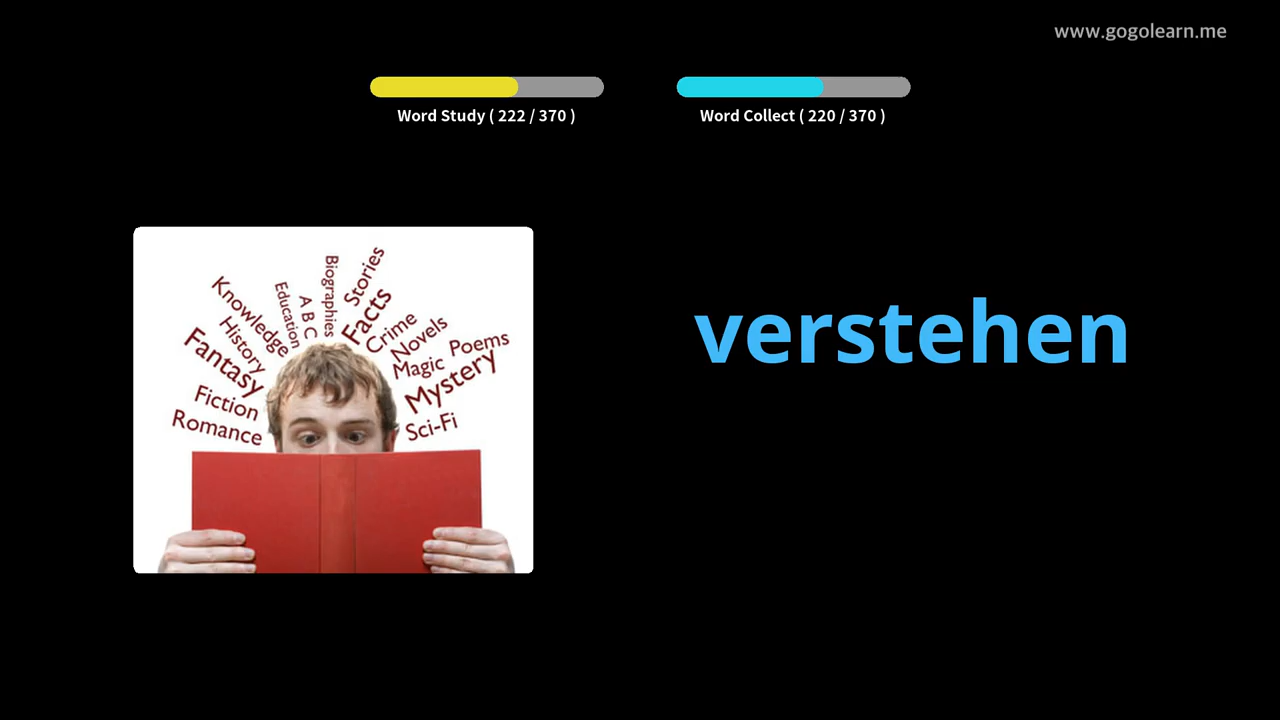 www.gogolearn.me
Word Study ( 222 / 370 )
Word Collect ( 220 / 370 )
verstehen
Knowledge
Education
A B C
Biographies
Stories
Facts
History
Crime
Novels
Fantasy
Magic
Poems
Mystery
Fiction
Romance
Sci-Fi